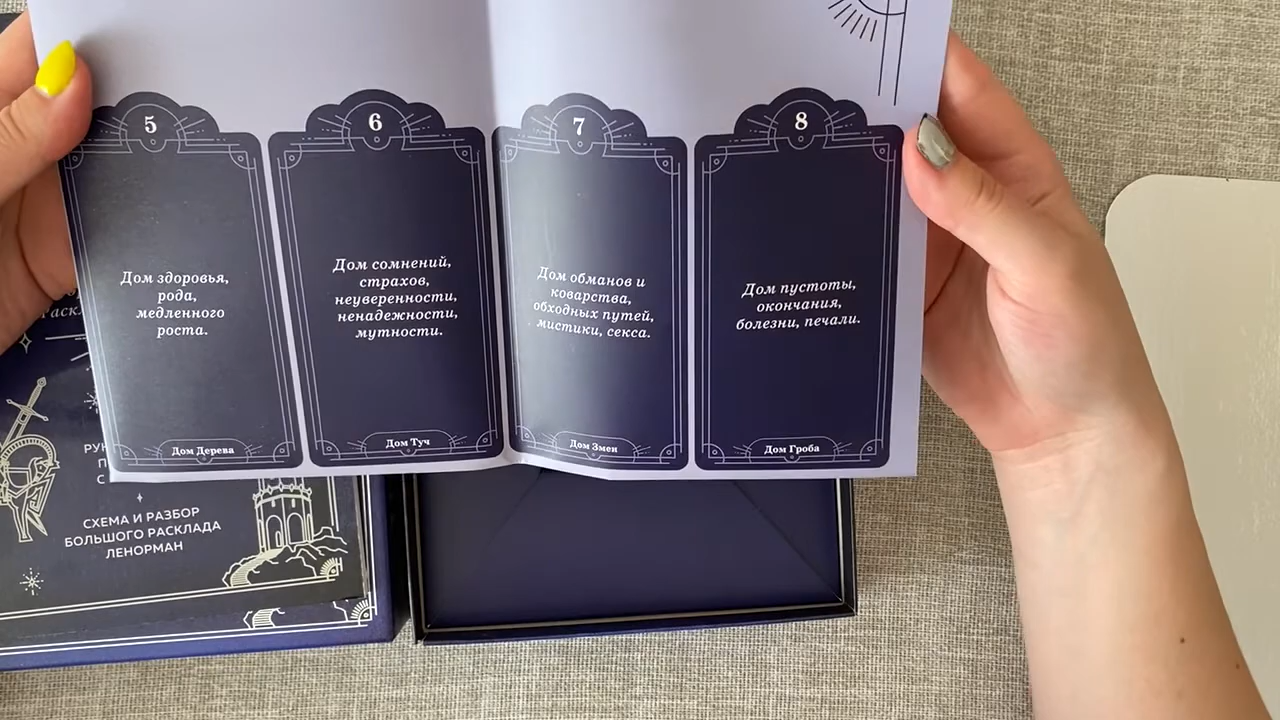 5
Дом здоровья,
рода,
медленного
роста.
Дом Дерева
6
Дом сомнений,
страхов,
неуверенности,
ненадежности,
мутности.
Дом Туч
7
Дом обманов и
коварства,
обходных путей,
мистики, секса.
Дом Змеи
8
Дом пустоты,
окончания,
болезни, печали.
Дом Гроба
СХЕМА И РАЗБОР
БОЛЬШОГО РАСКЛАДА
ЛЕНОРМАН